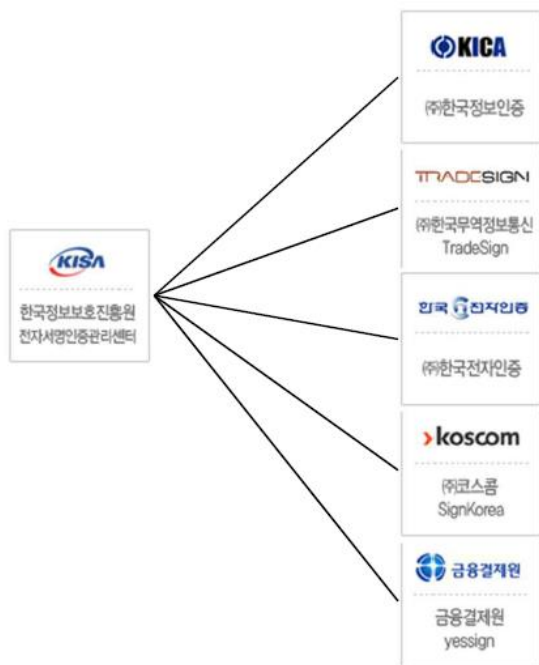 KISA
한국정보보호진흥원
전자서명인증관리센터
KICA
㈜한국정보인증
TRADESIGN
㈜한국무역정보통신
TradeSign
한국전자인증
㈜한국전자인증
koscom
㈜코스콤
SignKorea
금융결제원
금융결제원
yessign